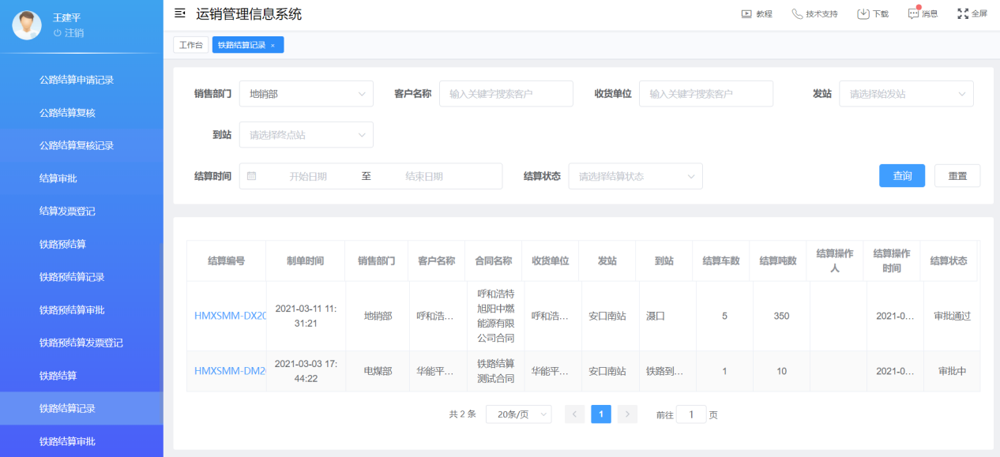 王建平
注销
公路结算申请记录
公路结算复核
公路结算复核记录
结算审批
结算发票登记
铁路预结算
铁路预结算记录
铁路预结算审批
铁路预结算发票登记
铁路结算
铁路结算记录
铁路结算审批
运销管理信息系统 教程 技术支持 下载 消息 全屏
工作台 铁路结算记录 ×
销售部门 地销部 客户名称 输入关键字搜索客户 收货单位 输入关键字搜索客户 发站 请选择始发站
到站 请选择终点站
结算时间 开始日期 至 结束日期 结算状态 请选择结算状态 查询 重置
结算编号 制单时间 销售部门 客户名称 合同名称 收货单位 发站 到站 结算车数 结算吨数 结算操作人 结算操作时间 结算状态
HMXSMM-DX20 2021-03-11 11:31:21 地销部 呼和浩... 呼和浩特旭阳中燃能源有限公司合同 呼和浩... 安口南站 滠口 5 350 2021-0... 审批通过
HMXSMM-DM20 2021-03-03 17:44:22 电煤部 华能平... 铁路结算测试合同 华能平... 安口南站 铁路到... 1 10 2021-0... 审批中
共 2 条 20条/页 1 前往 1 页